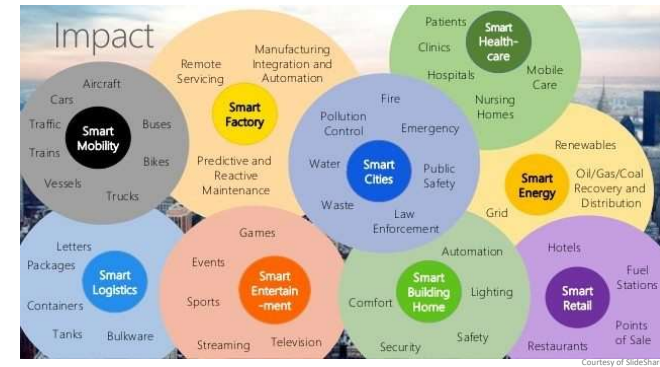 Impact
Aircraft
Cars
Traffic
Buses
Smart
Mobility
Trains
Bikes
Vessels
Trucks
Remote
Servicing
Manufacturing
Integration and
Automation
Smart
Factory
Predictive and
Reactive
Maintenance
Fire
Pollution
Control
Emergency
Water
Smart
Cities
Public
Safety
Waste
Law
Enforcement
Patients
Smart
Health-
care
Clinics
Hospitals
Mobile
Care
Nursing
Homes
Renewables
Smart
Energy
Oil/Gas/Coal
Recovery and
Distribution
Grid
Letters
Packages
Smart
Logistics
Containers
Tanks
Bulkware
Games
Events
Smart
Entertain
-ment
Sports
Streaming
Television
Automation
Smart
Building
Home
Lighting
Comfort
Safety
Security
Hotels
Fuel
Stations
Smart
Retail
Points
of Sale
Restaurants
Courtesy of SlideShar